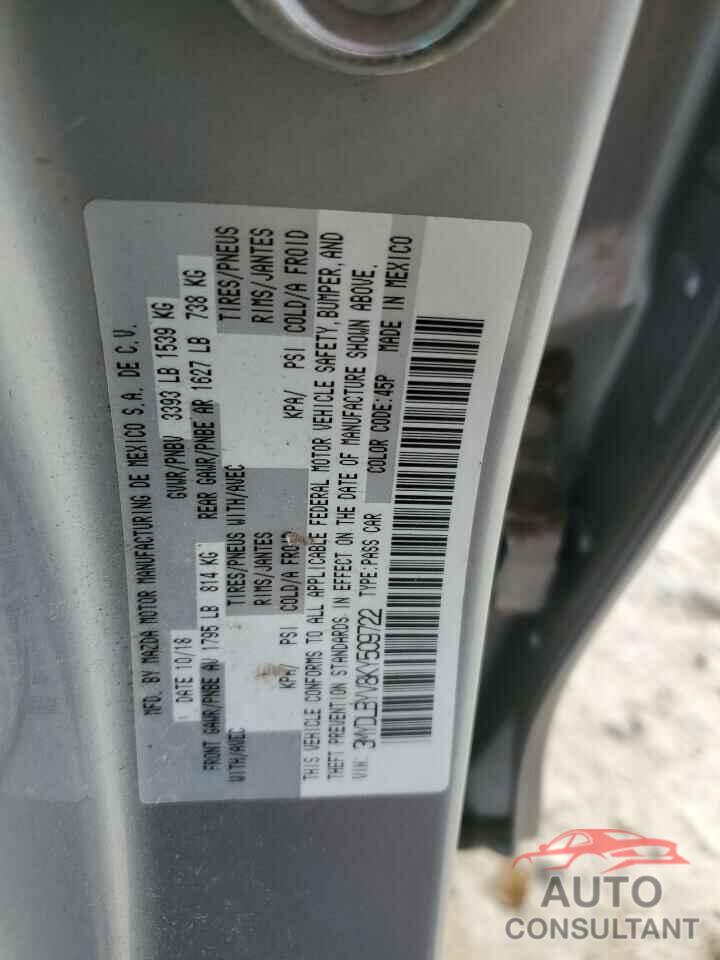 MFD. BY MAZDA MOTOR MANUFACTURING DE MEXICO S.A. DE C.V.
DATE 10/18 GVWR/PNBV 3393 LB 1539 KG
FRONT GAWR/PNBE AV 1795 LB 814 KG REAR GAWR/PNBE AR 1627 LB 738 KG
WITH/AVEC TIRES/PNEUS WITH/AVEC TIRES/PNEUS
RIMS/JANTES RIMS/JANTES
KPA/ PSI COLD/A FROID KPA/ PSI COLD/A FROID
THIS VEHICLE CONFORMS TO ALL APPLICABLE FEDERAL MOTOR VEHICLE SAFETY, BUMPER, AND
THEFT PREVENTION STANDARDS IN EFFECT ON THE DATE OF MANUFACTURE SHOWN ABOVE.
COLOR CODE:45P MADE IN MEXICO
VIN: 3MYDLBYV8KY509722 TYPE:PASS CAR
AUTO
CONSULTANT